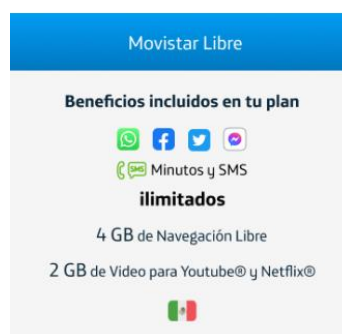 Movistar Libre
Beneficios incluidos en tu plan
SMS Minutos y SMS
ilimitados
4 GB de Navegación Libre
2 GB de Video para Youtube® y Netflix®